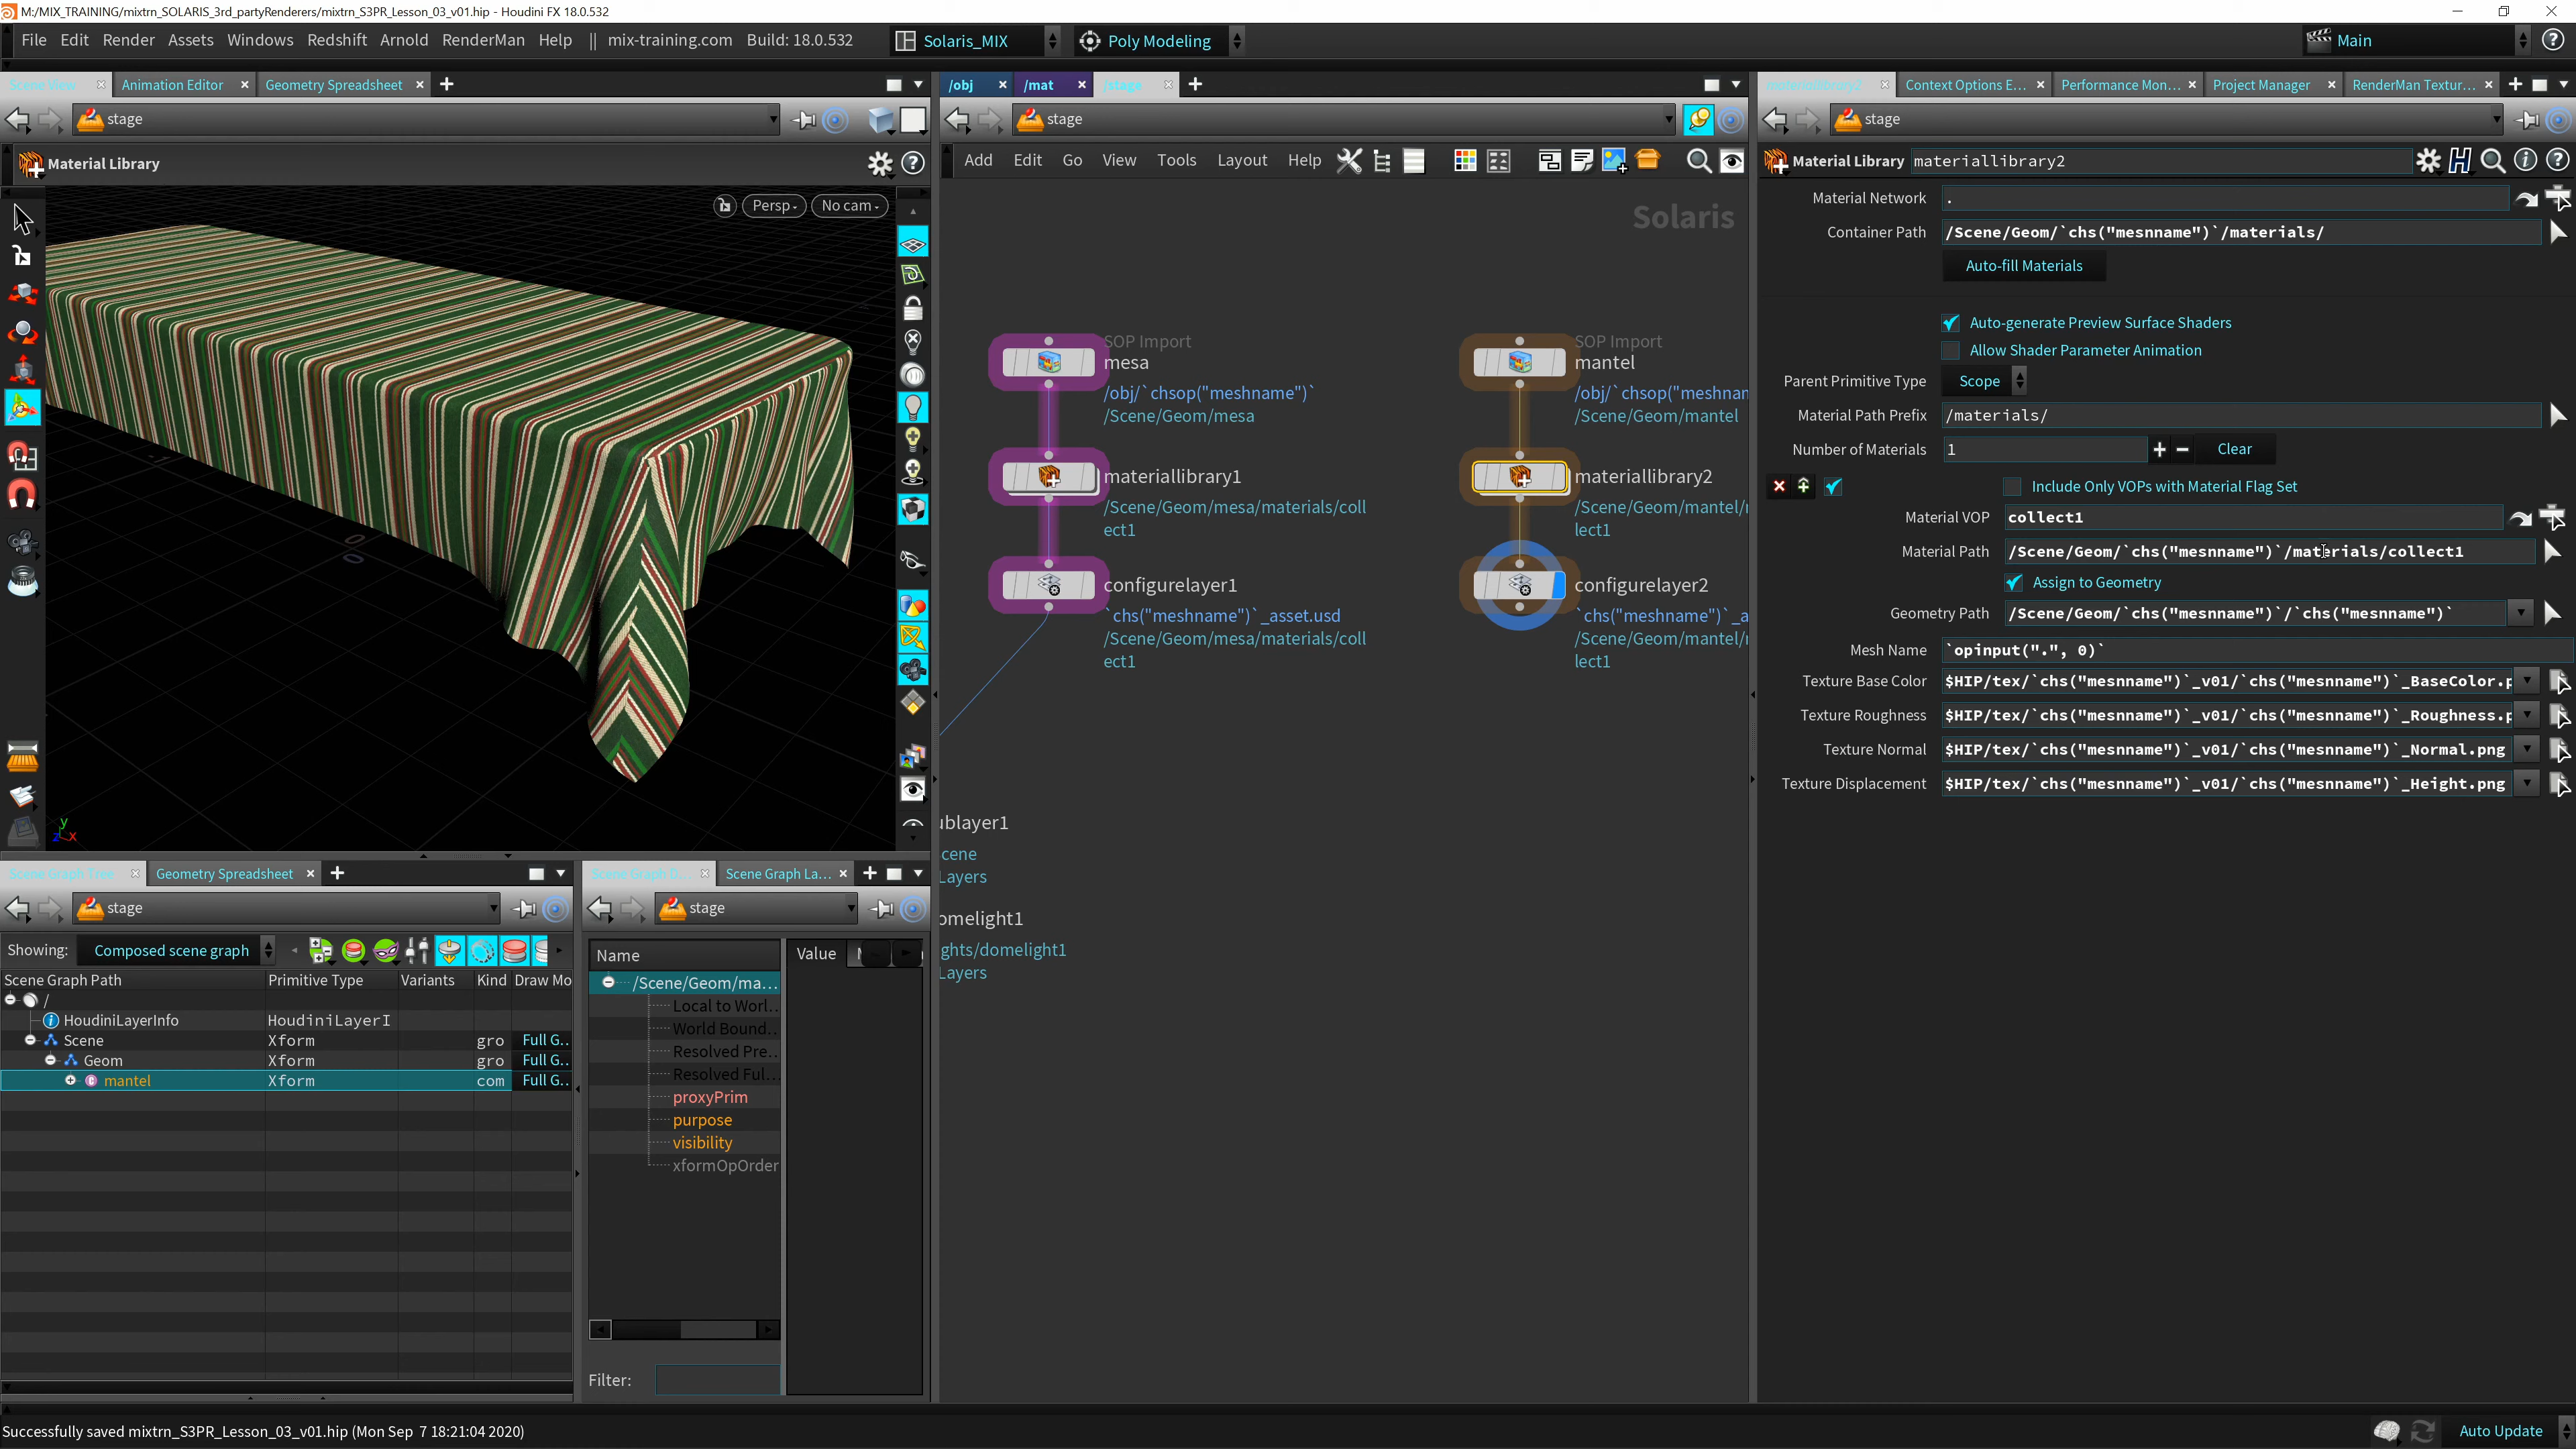 M:/MIX_TRAINING/mixtrn_SOLARIS_3rd_partyRenderers/mixtrn_S3PR_Lesson_03_v01.hip - Houdini FX 18.0.532
File Edit Render Assets Windows Redshift Arnold RenderMan Help || mix-training.com Build: 18.0.532 Solaris_MIX Poly Modeling Main
Scene View Animation Editor Geometry Spreadsheet
stage
Material Library
Persp
No cam
/obj /mat /stage
stage
Add Edit Go View Tools Layout Help
Solaris
SOP Import
mesa
/obj/`chsop("meshname")`
/Scene/Geom/mesa
materiallibrary1
/Scene/Geom/mesa/materials/coll
ect1
configurelayer1
`chs("meshname")`_asset.usd
/Scene/Geom/mesa/materials/coll
ect1
SOP Import
mantel
/obj/`chsop("meshnam
/Scene/Geom/mantel
materiallibrary2
/Scene/Geom/mantel/
lect1
configurelayer2
`chs("meshname")`_a
/Scene/Geom/mantel/
lect1
ublayer1
cene
Layers
omelight1
ghts/domelight1
Layers
materiallibrary2 Context Options E... Performance Mon... Project Manager RenderMan Textur...
stage
Material Library materiallibrary2
Material Network .
Container Path /Scene/Geom/`chs("mesnname")`/materials/
Auto-fill Materials
Auto-generate Preview Surface Shaders
Allow Shader Parameter Animation
Parent Primitive Type Scope
Material Path Prefix /materials/
Number of Materials 1 Clear
Include Only VOPs with Material Flag Set
Material VOP collect1
Material Path /Scene/Geom/`chs("mesnname")`/materials/collect1
Assign to Geometry
Geometry Path /Scene/Geom/`chs("mesnname")`/`chs("mesnname")`
Mesh Name `opinput(".", 0)`
Texture Base Color $HIP/tex/`chs("mesnname")`_v01/`chs("mesnname")`_BaseColor.p
Texture Roughness $HIP/tex/`chs("mesnname")`_v01/`chs("mesnname")`_Roughness.p
Texture Normal $HIP/tex/`chs("mesnname")`_v01/`chs("mesnname")`_Normal.png
Texture Displacement $HIP/tex/`chs("mesnname")`_v01/`chs("mesnname")`_Height.png
Scene Graph Tree Geometry Spreadsheet
stage
Showing: Composed scene graph
Scene Graph Path Primitive Type Variants Kind Draw Mo
/
HoudiniLayerInfo HoudiniLayerI
Scene Xform gro Full G..
Geom Xform gro Full G..
mantel Xform com Full G..
Scene Graph D... Scene Graph La...
stage
Name Value
/Scene/Geom/ma...
Local to Worl..
World Bound..
Resolved Pre..
Resolved Ful..
proxyPrim
purpose
visibility
xformOpOrder
Filter:
Successfully saved mixtrn_S3PR_Lesson_03_v01.hip (Mon Sep 7 18:21:04 2020)
Auto Update